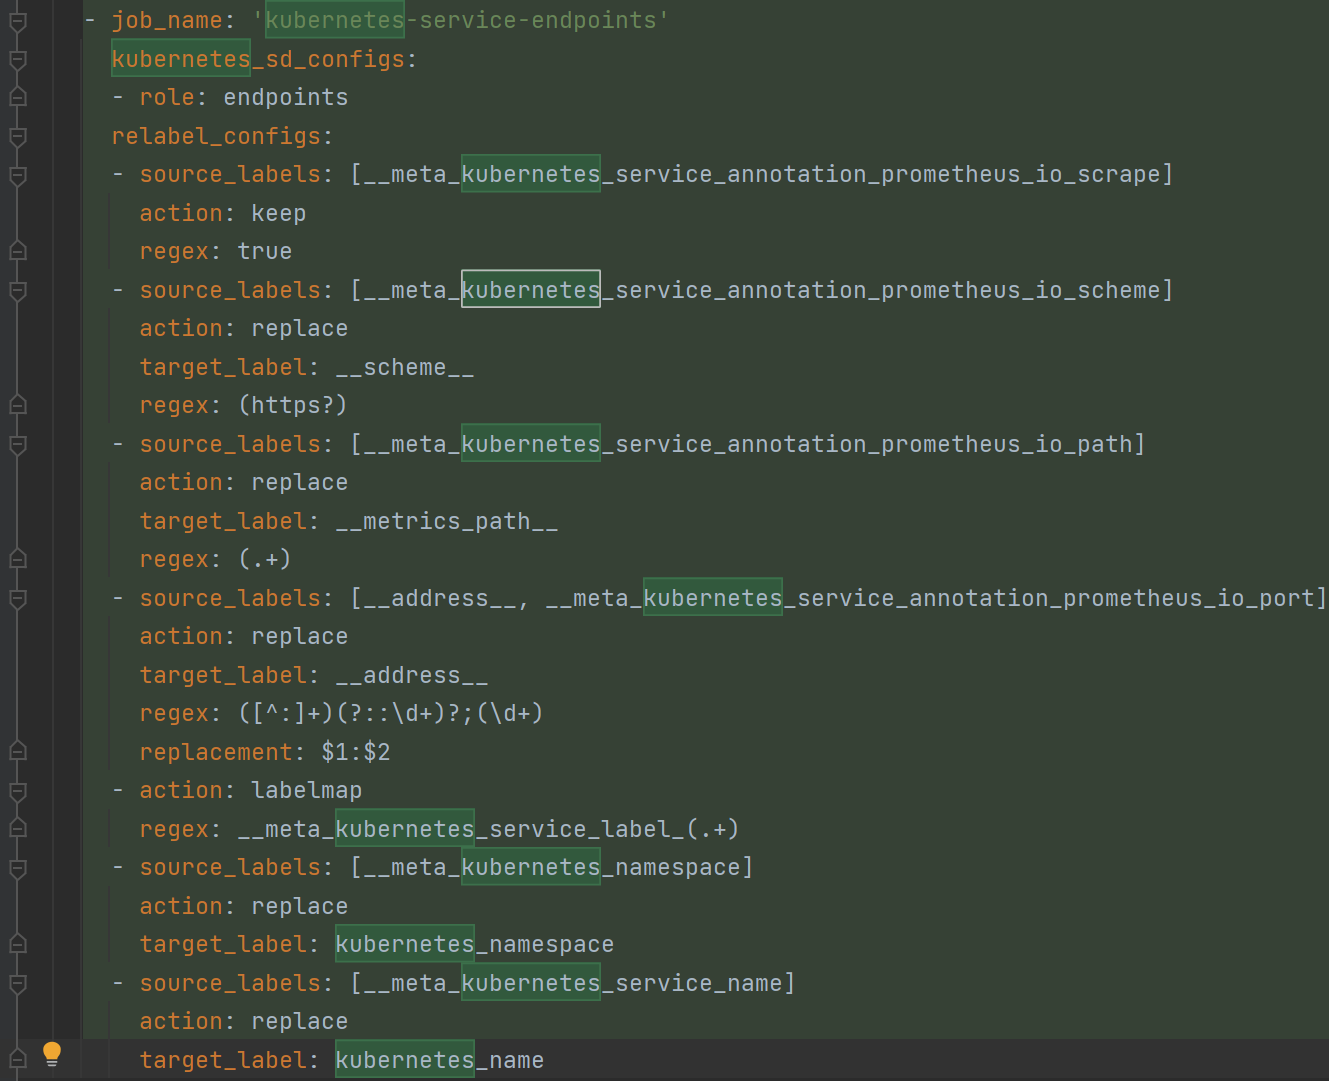 - job_name: 'kubernetes-service-endpoints'
kubernetes_sd_configs:
- role: endpoints
relabel_configs:
- source_labels: [__meta_kubernetes_service_annotation_prometheus_io_scrape]
action: keep
regex: true
- source_labels: [__meta_kubernetes_service_annotation_prometheus_io_scheme]
action: replace
target_label: __scheme__
regex: (https?)
- source_labels: [__meta_kubernetes_service_annotation_prometheus_io_path]
action: replace
target_label: __metrics_path__
regex: (.+)
- source_labels: [__address__, __meta_kubernetes_service_annotation_prometheus_io_port]
action: replace
target_label: __address__
regex: ([^:]+)(?::\d+)?;(\d+)
replacement: $1:$2
- action: labelmap
regex: __meta_kubernetes_service_label_(.+)
- source_labels: [__meta_kubernetes_namespace]
action: replace
target_label: kubernetes_namespace
- source_labels: [__meta_kubernetes_service_name]
action: replace
target_label: kubernetes_name